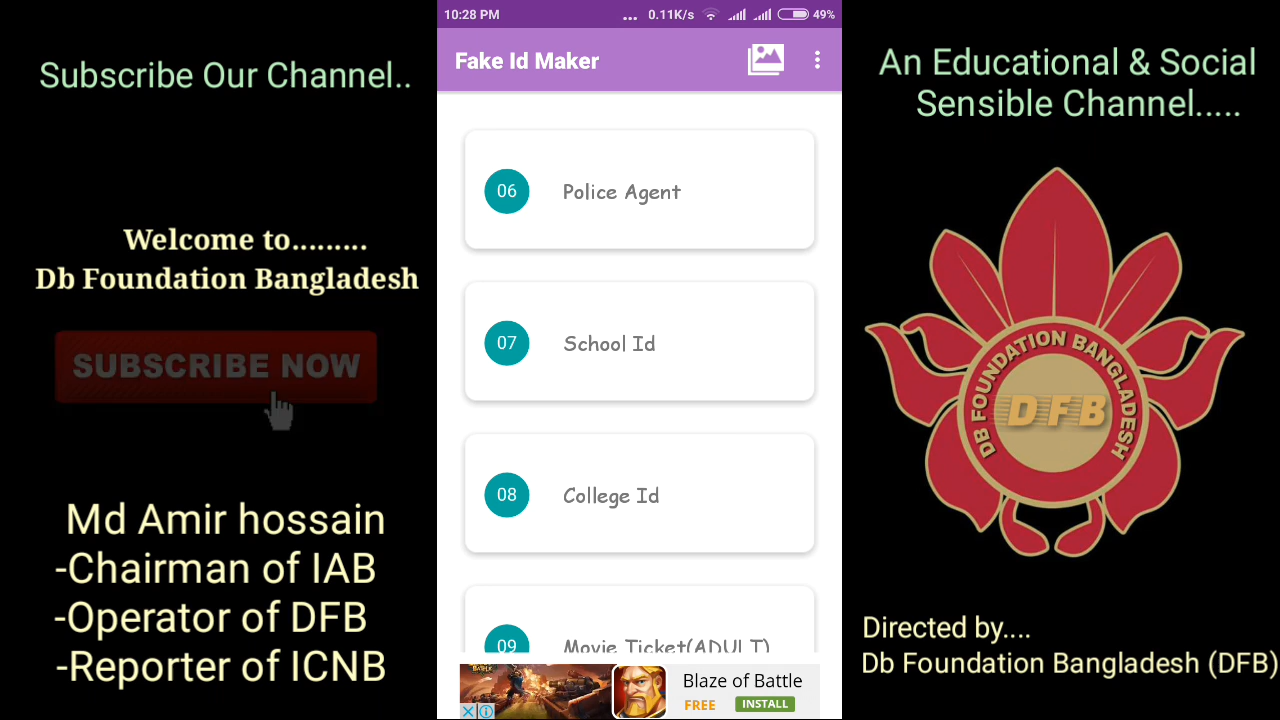 Subscribe Our Channel..
Welcome to.........
Db Foundation Bangladesh
SUBSCRIBE NOW
Md Amir hossain
-Chairman of IAB
-Operator of DFB
-Reporter of ICNB
10:28 PM ... 0.11K/s 49%
Fake Id Maker
06 Police Agent
07 School Id
08 College Id
09 Movie Ticket(ADULT)
BATTLE
Blaze of Battle
FREE INSTALL
An Educational & Social
Sensible Channel.....
DB FOUNDATION BANGLADESH
DFB
Directed by....
Db Foundation Bangladesh (DFB)